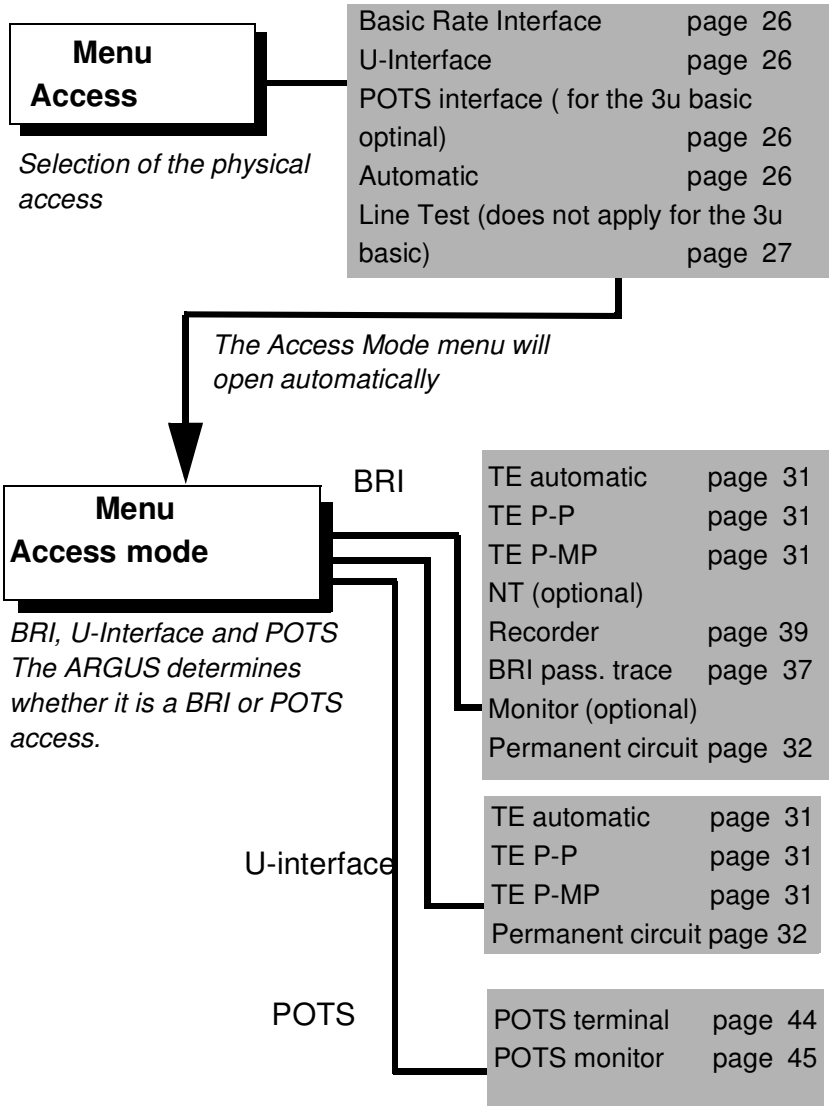 Menu
Access
Selection of the physical
access
Basic Rate Interface page 26
U-Interface page 26
POTS interface ( for the 3u basic
optinal) page 26
Automatic page 26
Line Test (does not apply for the 3u
basic) page 27
The Access Mode menu will
open automatically
Menu
Access mode
BRI, U-Interface and POTS
The ARGUS determines
whether it is a BRI or POTS
access.
BRI
TE automatic page 31
TE P-P page 31
TE P-MP page 31
NT (optional)
Recorder page 39
BRI pass. trace page 37
Monitor (optional)
Permanent circuit page 32
U-interface
TE automatic page 31
TE P-P page 31
TE P-MP page 31
Permanent circuit page 32
POTS
POTS terminal page 44
POTS monitor page 45